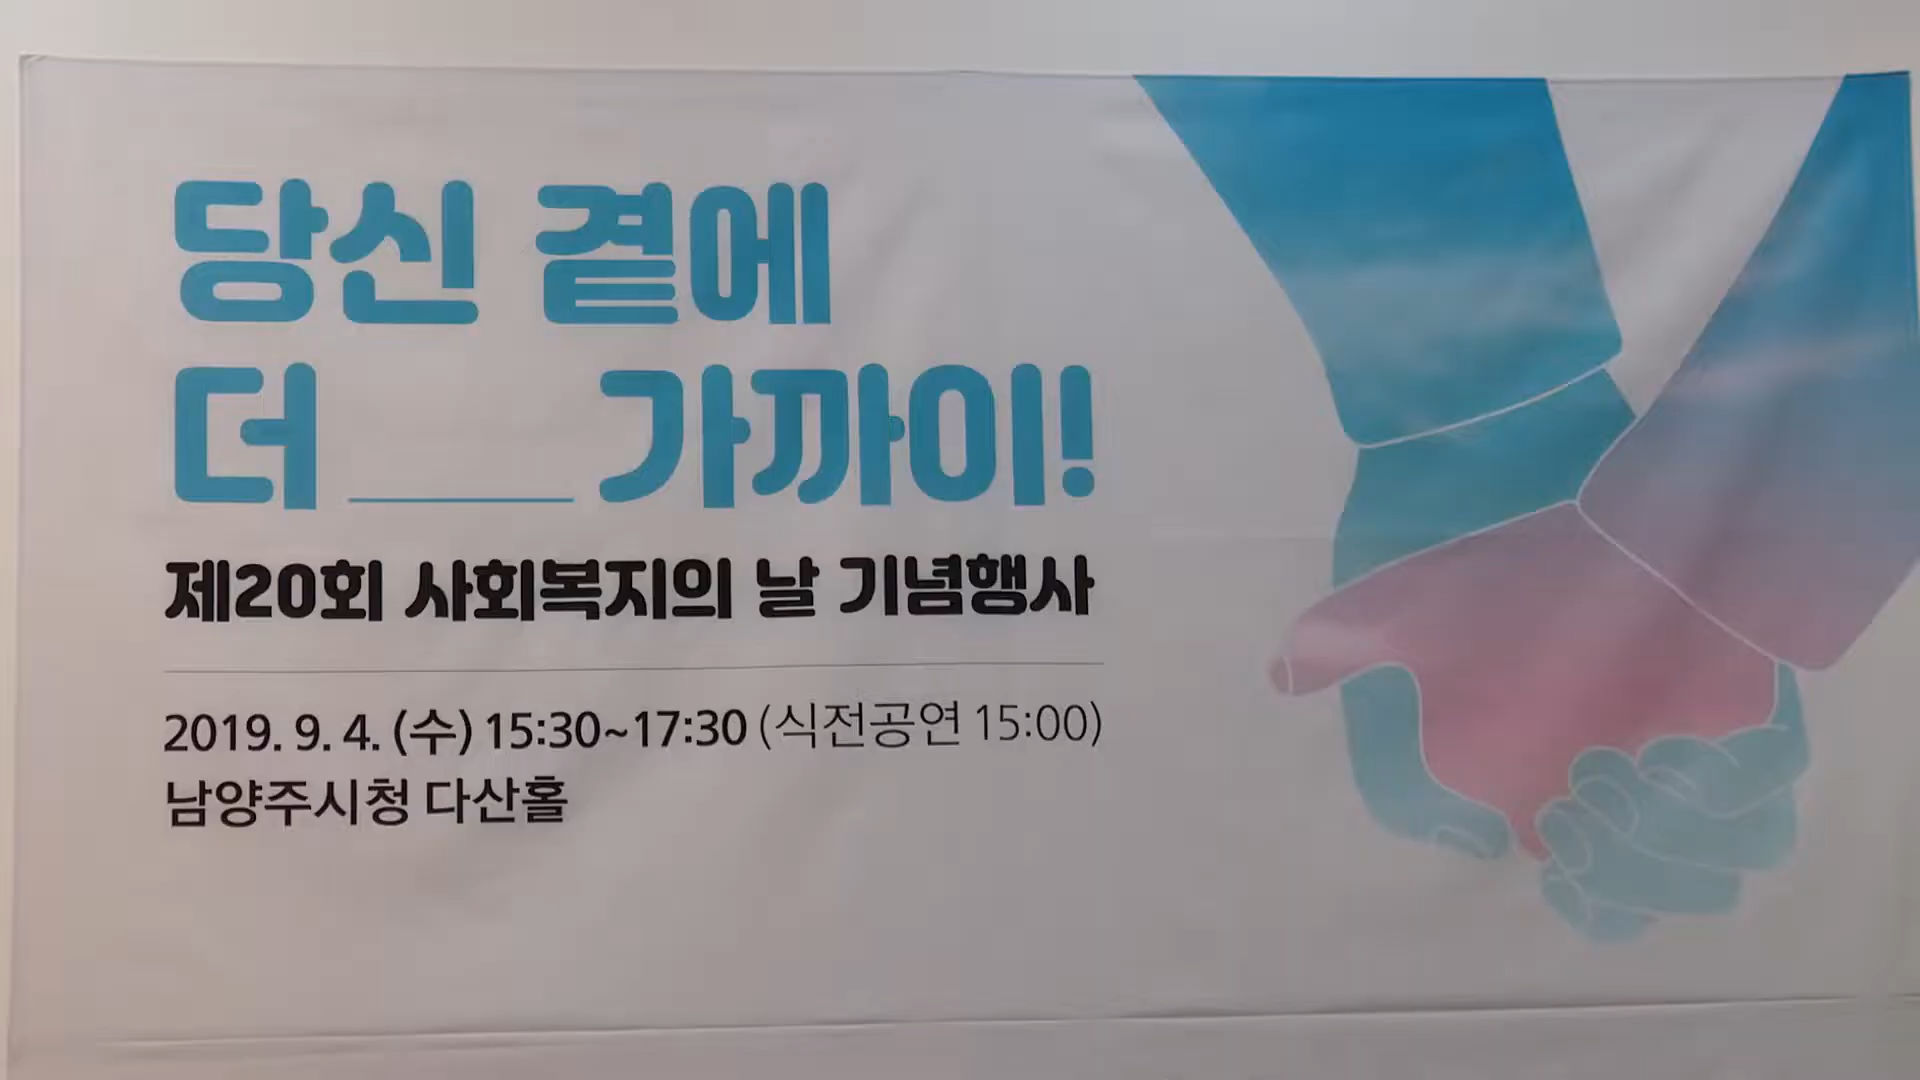 당신 곁에
더 ____ 가까이!
제20회 사회복지의 날 기념행사
2019. 9. 4. (수) 15:30~17:30 (식전공연 15:00)
남양주시청 다산홀